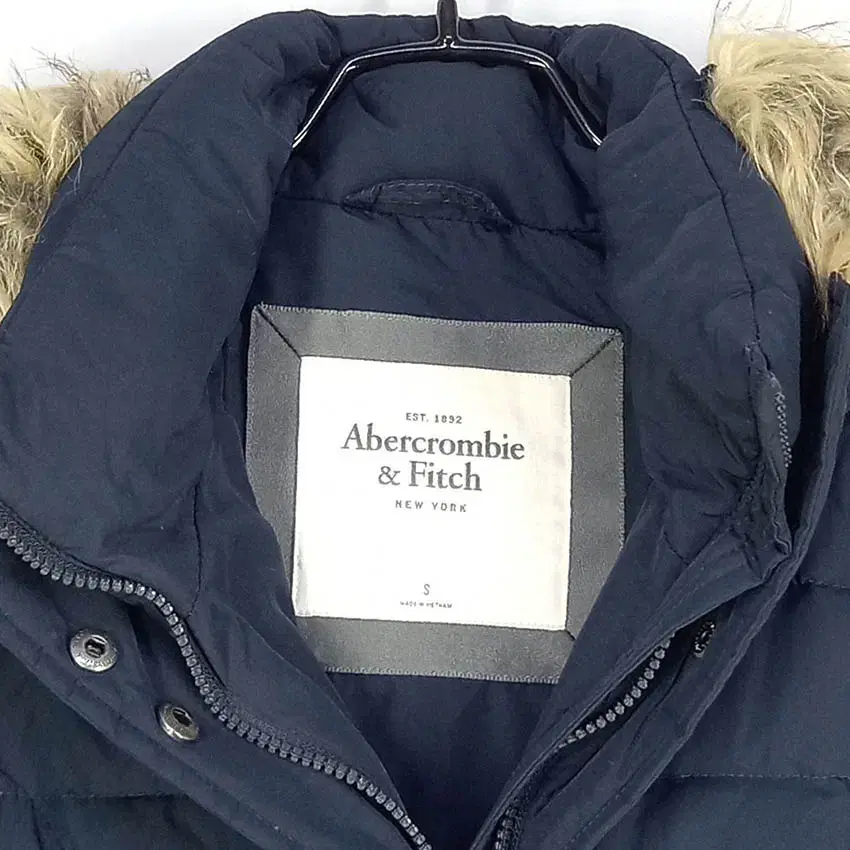 EST. 1892
Abercrombie
& Fitch
NEW YORK
S
MADE IN VIETNAM